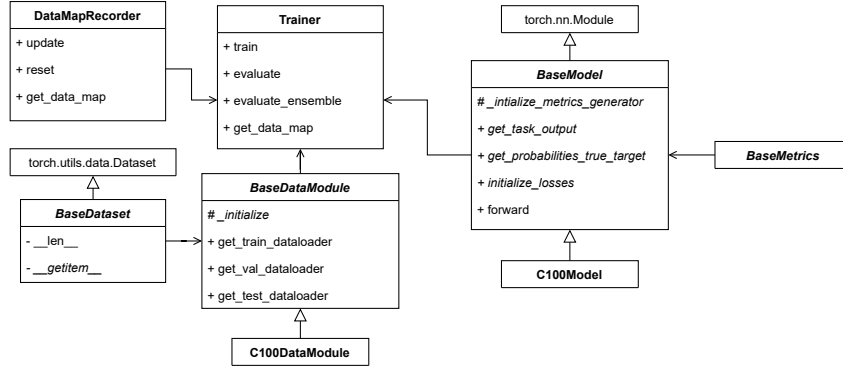 DataMapRecorder
+ update
+ reset
+ get_data_map
Trainer
+ train
+ evaluate
+ evaluate_ensemble
+ get_data_map
torch.nn.Module
BaseModel
# _intialize_metrics_generator
+ get_task_output
+ get_probabilities_true_target
+ initialize_losses
+ forward
BaseMetrics
C100Model
torch.utils.data.Dataset
BaseDataset
- __len__
- __getitem__
BaseDataModule
# _initialize
+ get_train_dataloader
+ get_val_dataloader
+ get_test_dataloader
C100DataModule